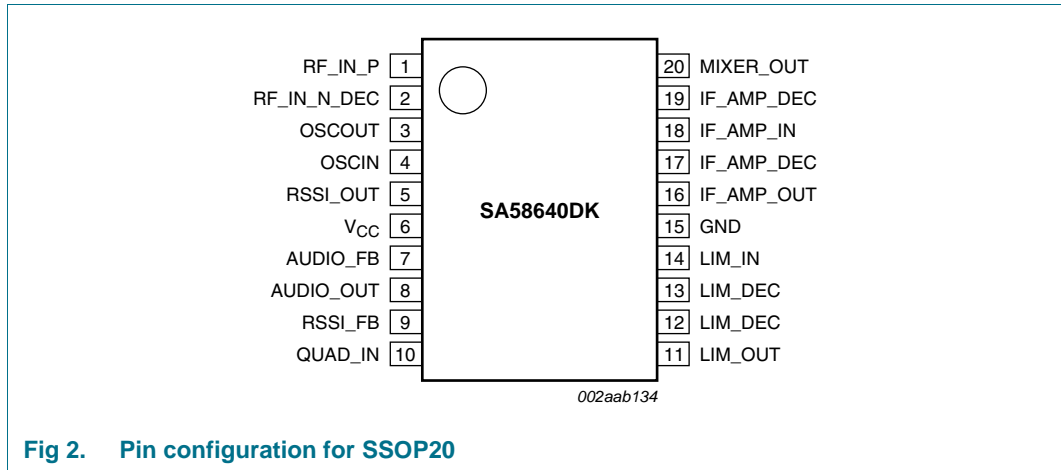 RF_IN_P 1
RF_IN_N_DEC 2
OSCOUT 3
OSCIN 4
RSSI_OUT 5
VCC 6
AUDIO_FB 7
AUDIO_OUT 8
RSSI_FB 9
QUAD_IN 10
SA58640DK
20 MIXER_OUT
19 IF_AMP_DEC
18 IF_AMP_IN
17 IF_AMP_DEC
16 IF_AMP_OUT
15 GND
14 LIM_IN
13 LIM_DEC
12 LIM_DEC
11 LIM_OUT
002aab134
Fig 2. Pin configuration for SSOP20